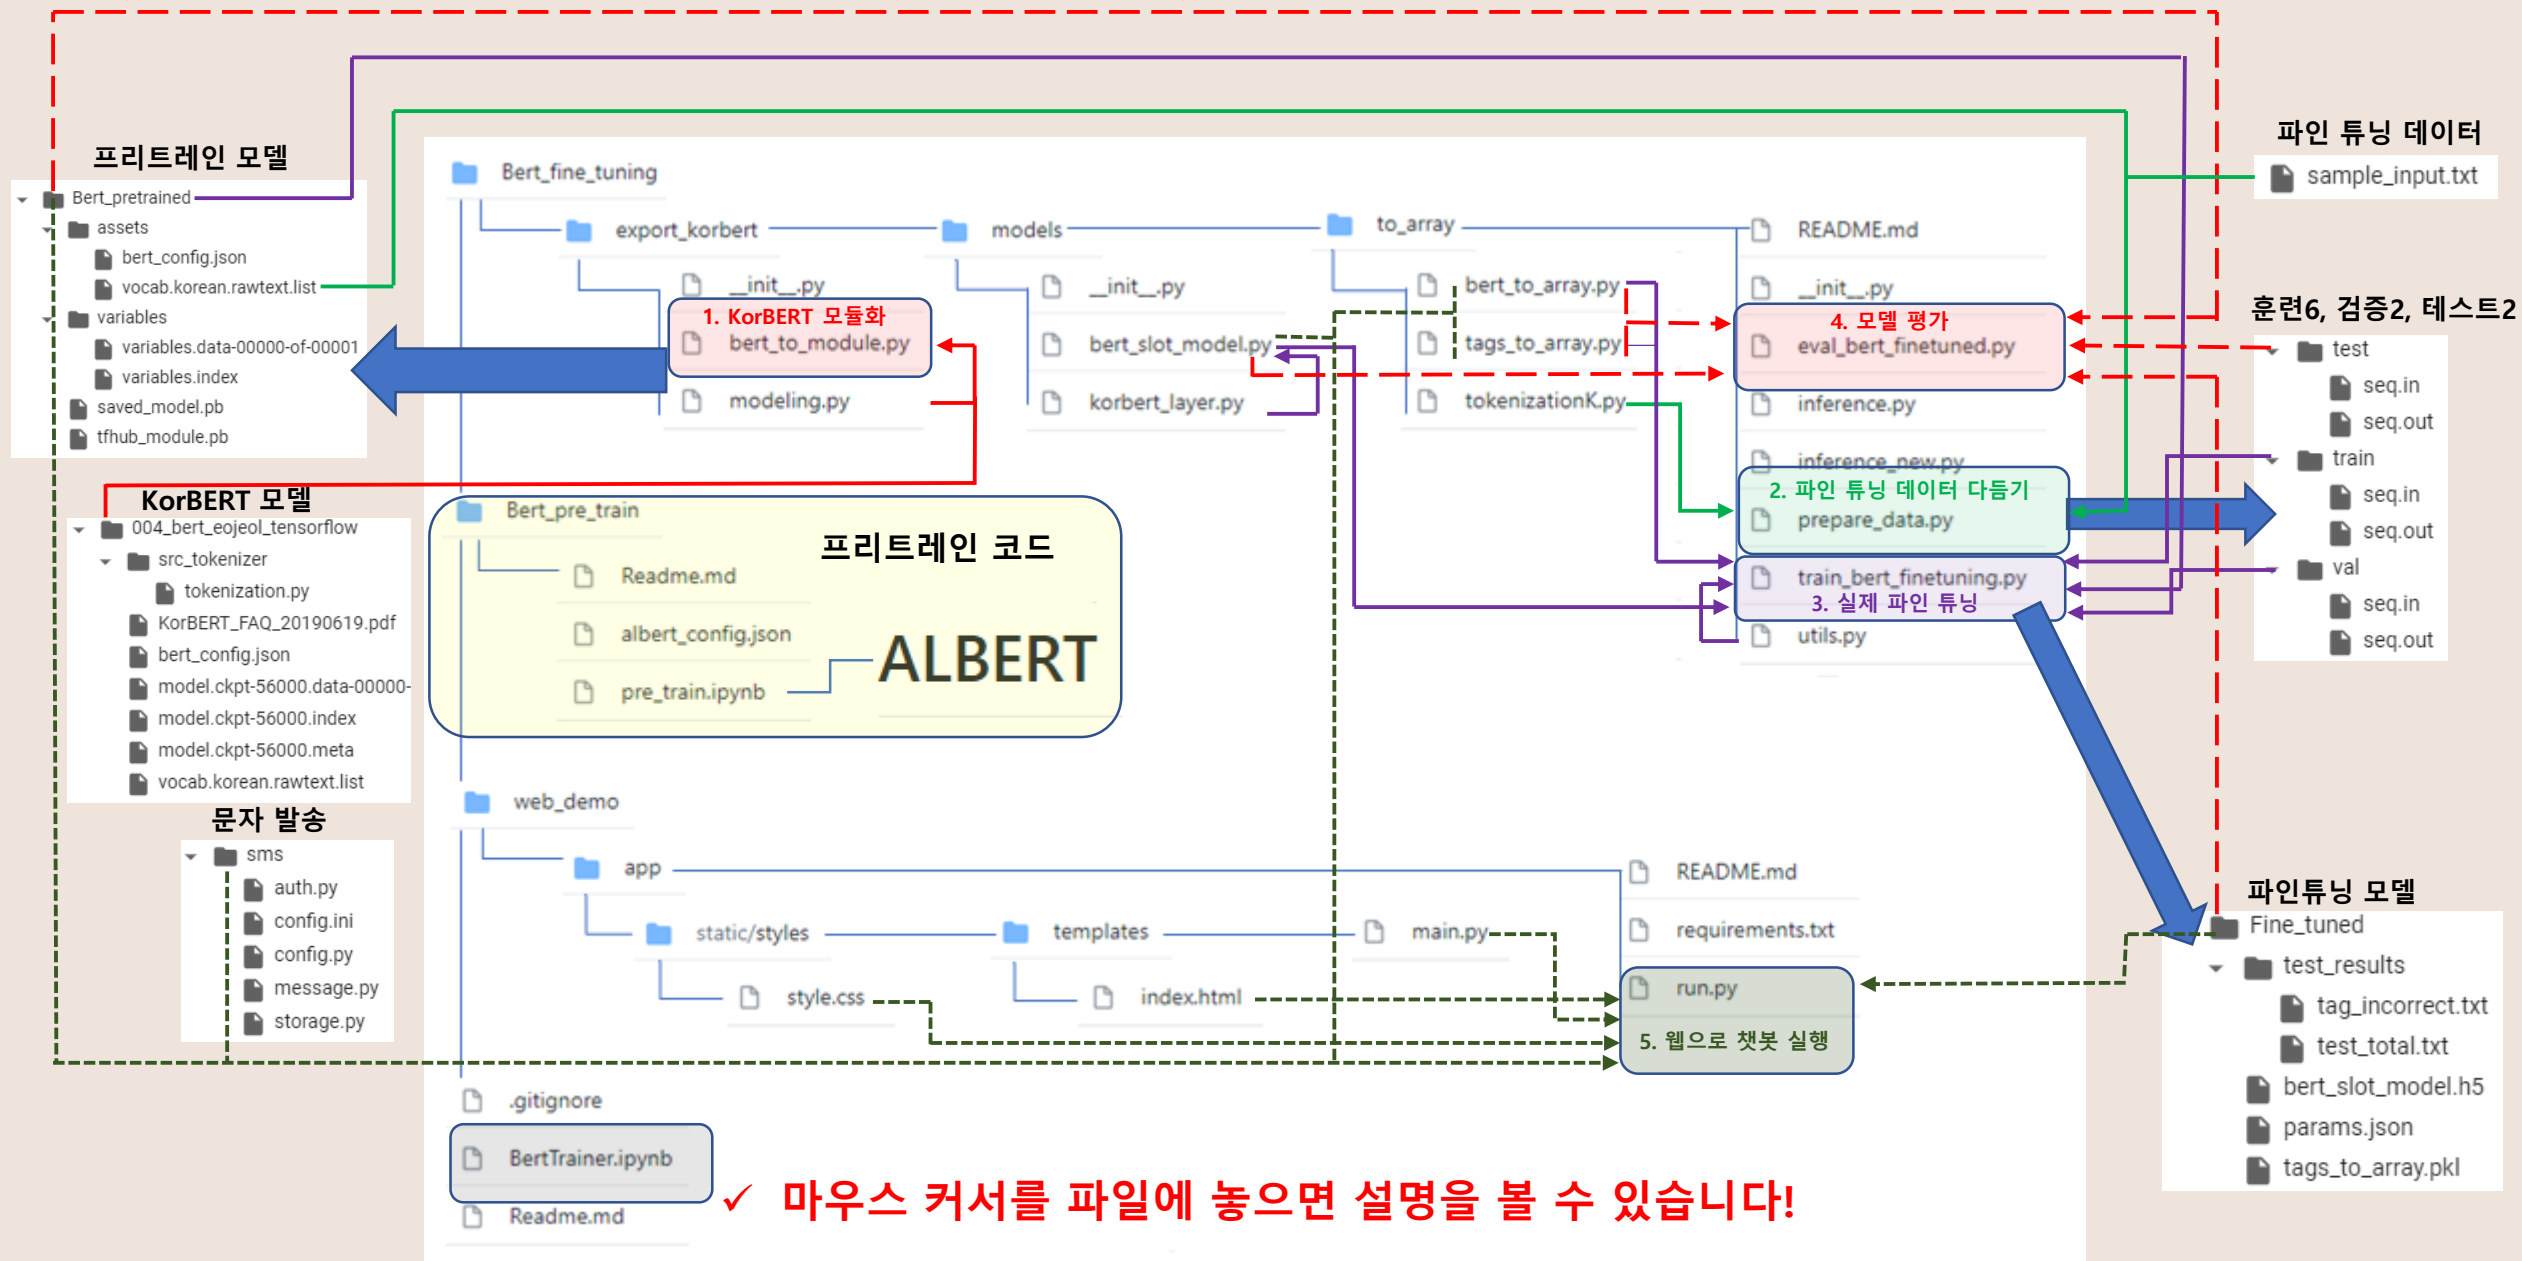 프리트레인 모델
Bert_pretrained
assets
bert_config.json
vocab.korean.rawtext.list
variables
variables.data-00000-of-00001
variables.index
saved_model.pb
tfhub_module.pb
KorBERT 모델
004_bert_eojeol_tensorflow
src_tokenizer
tokenization.py
KorBERT_FAQ_20190619.pdf
bert_config.json
model.ckpt-56000.data-00000-
model.ckpt-56000.index
model.ckpt-56000.meta
vocab.korean.rawtext.list
문자 발송
sms
auth.py
config.ini
config.py
message.py
storage.py
Bert_fine_tuning
export_korbert
__init__.py
1. KorBERT 모듈화
bert_to_module.py
modeling.py
models
__init__.py
bert_slot_model.py
korbert_layer.py
to_array
bert_to_array.py
tags_to_array.py
tokenizationK.py
README.md
__init__.py
4. 모델 평가
eval_bert_finetuned.py
inference.py
inference_new.py
2. 파인 튜닝 데이터 다듬기
prepare_data.py
train_bert_finetuning.py
3. 실제 파인 튜닝
utils.py
Bert_pre_train
프리트레인 코드
Readme.md
albert_config.json
pre_train.ipynb
ALBERT
web_demo
app
static/styles
style.css
templates
index.html
main.py
README.md
requirements.txt
run.py
5. 웹으로 챗봇 실행
.gitignore
BertTrainer.ipynb
Readme.md
✓ 마우스 커서를 파일에 놓으면 설명을 볼 수 있습니다!
파인 튜닝 데이터
sample_input.txt
훈련6, 검증2, 테스트2
test
seq.in
seq.out
train
seq.in
seq.out
val
seq.in
seq.out
파인튜닝 모델
Fine_tuned
test_results
tag_incorrect.txt
test_total.txt
bert_slot_model.h5
params.json
tags_to_array.pkl